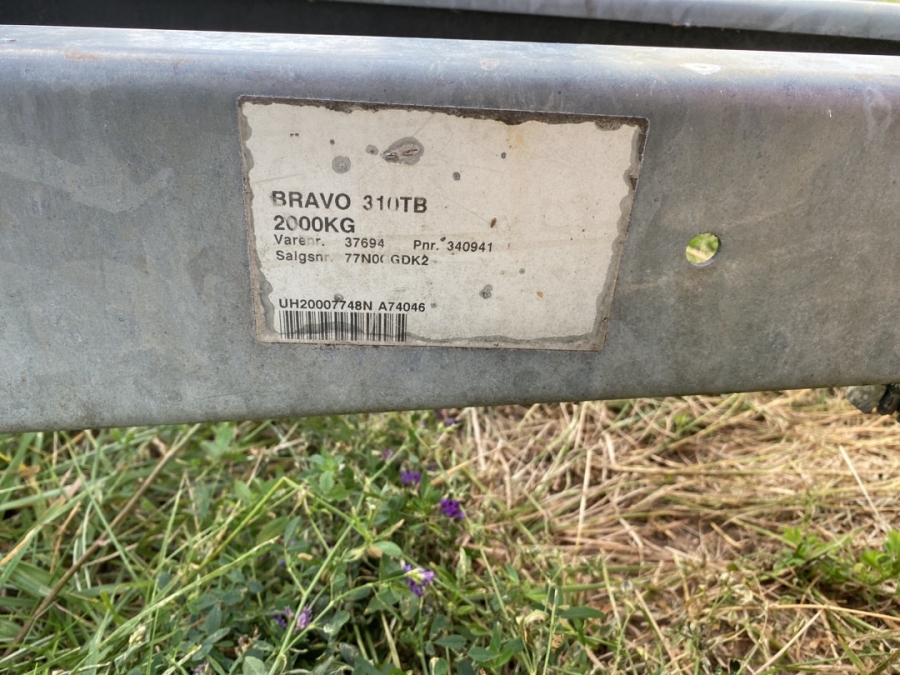 BRAVO 310TB
2000KG
Varenr. 37694 Pnr. 340941
Salgsnr. 77N00GDK2
UH20007748N A74046